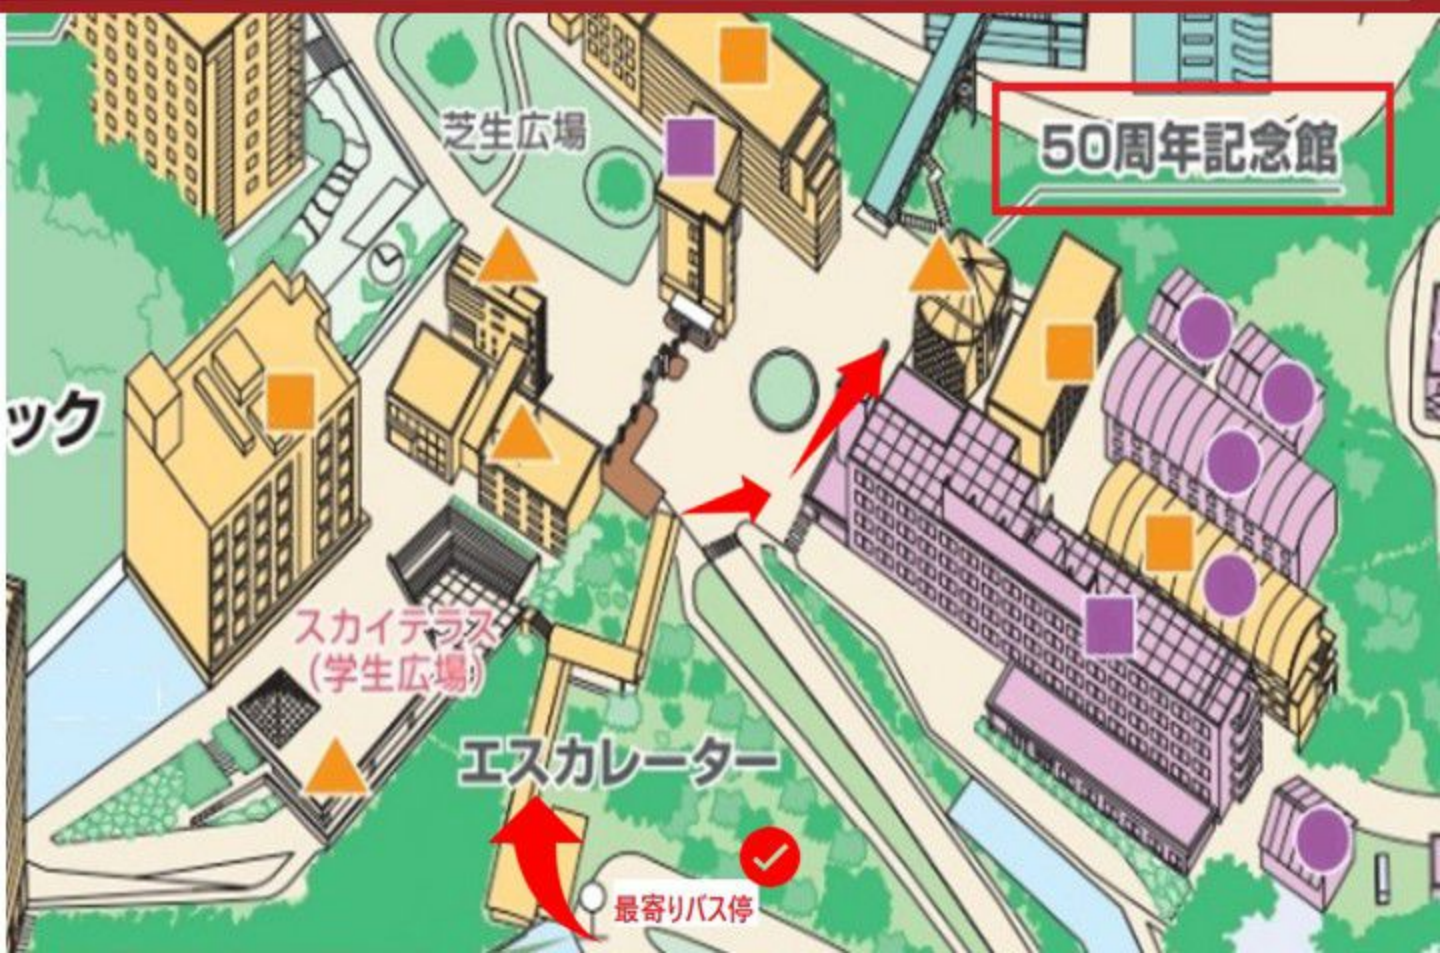 芝生広場
50周年記念館
ック
スカイテラス
(学生広場)
エスカレーター
最寄りバス停